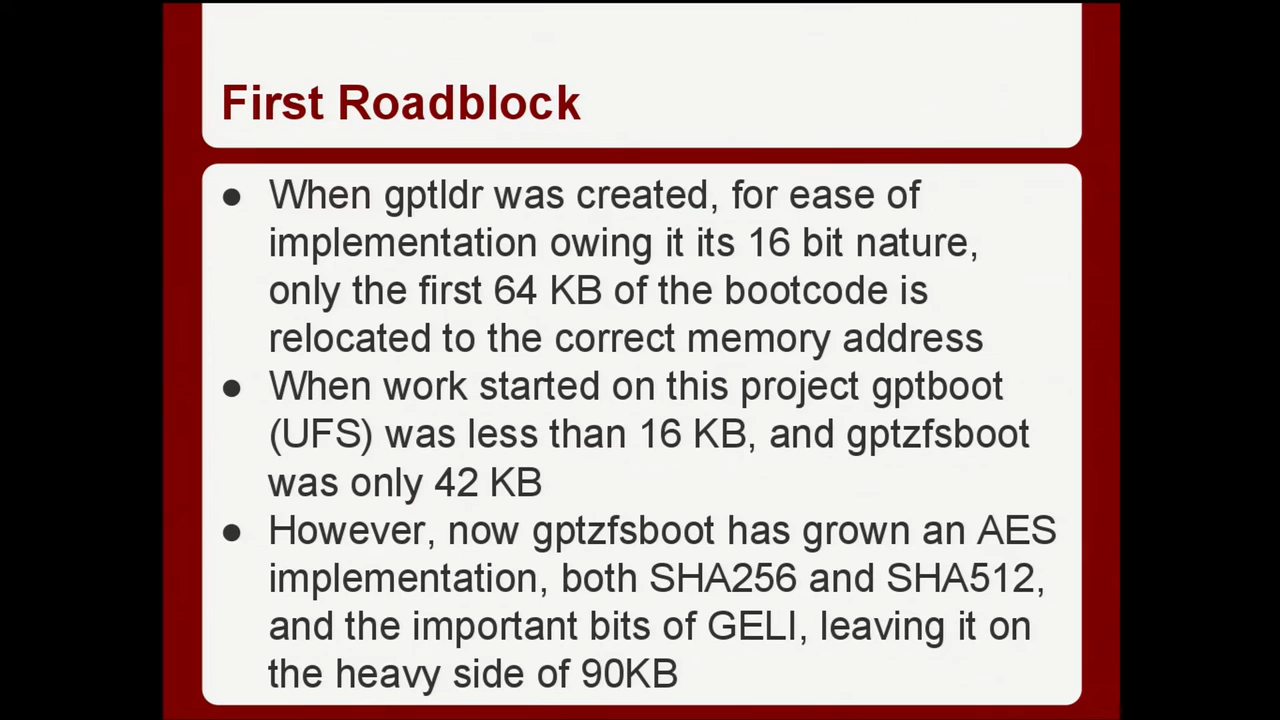 First Roadblock
● When gptldr was created, for ease of
implementation owing it its 16 bit nature,
only the first 64 KB of the bootcode is
relocated to the correct memory address
● When work started on this project gptboot
(UFS) was less than 16 KB, and gptzfsboot
was only 42 KB
● However, now gptzfsboot has grown an AES
implementation, both SHA256 and SHA512,
and the important bits of GELI, leaving it on
the heavy side of 90KB